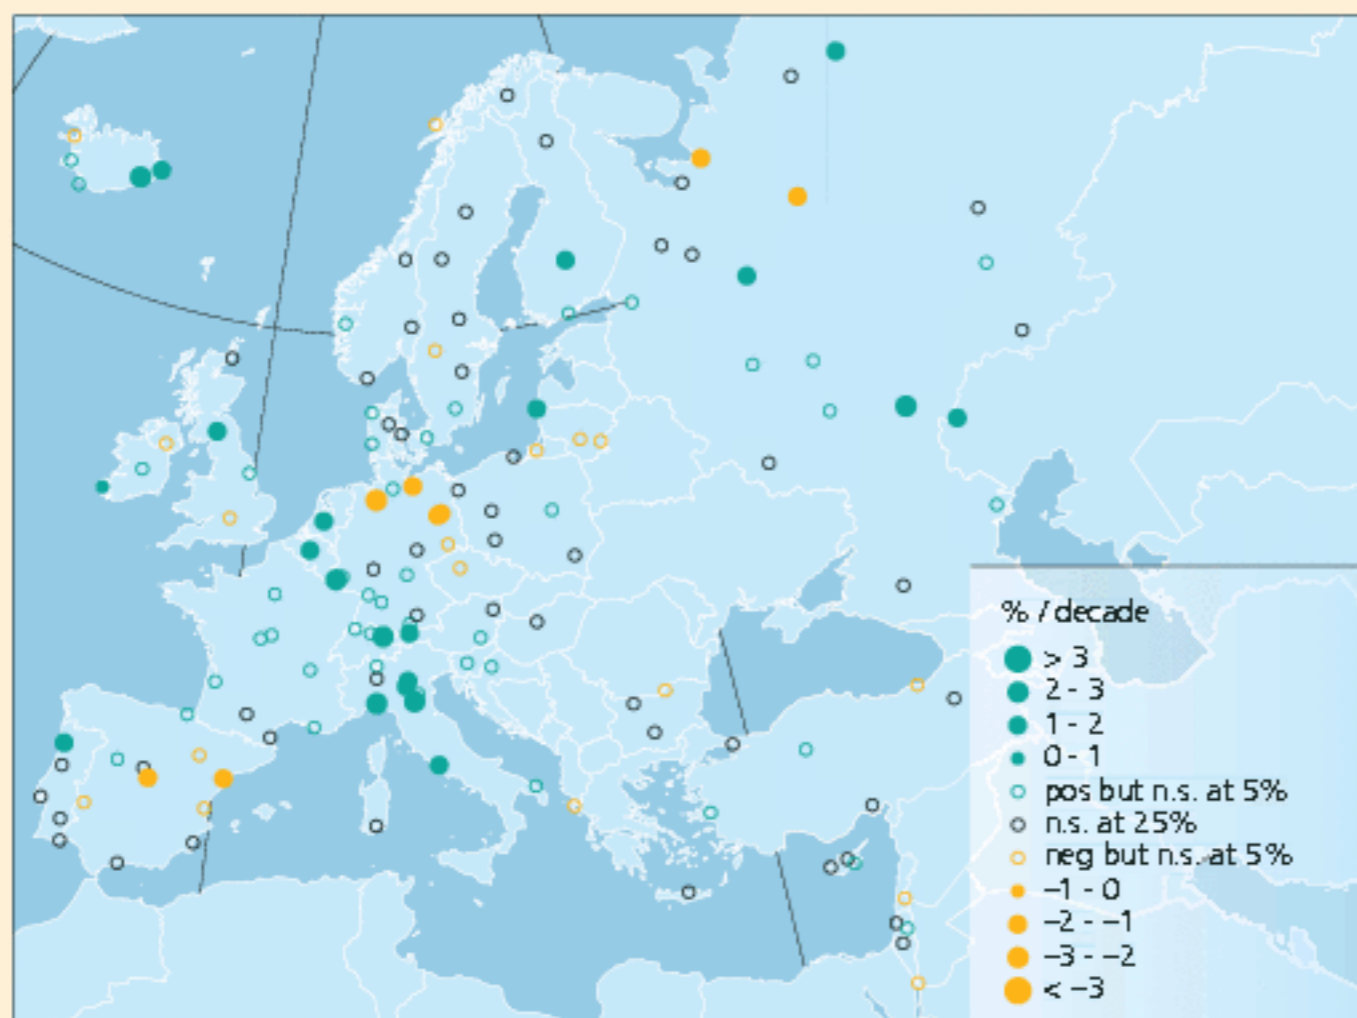 % / decade
> 3
2 - 3
1 - 2
0 - 1
pos but n.s. at 5%
n.s. at 25%
neg but n.s. at 5%
–1 - 0
–2 - –1
–3 - –2
< –3